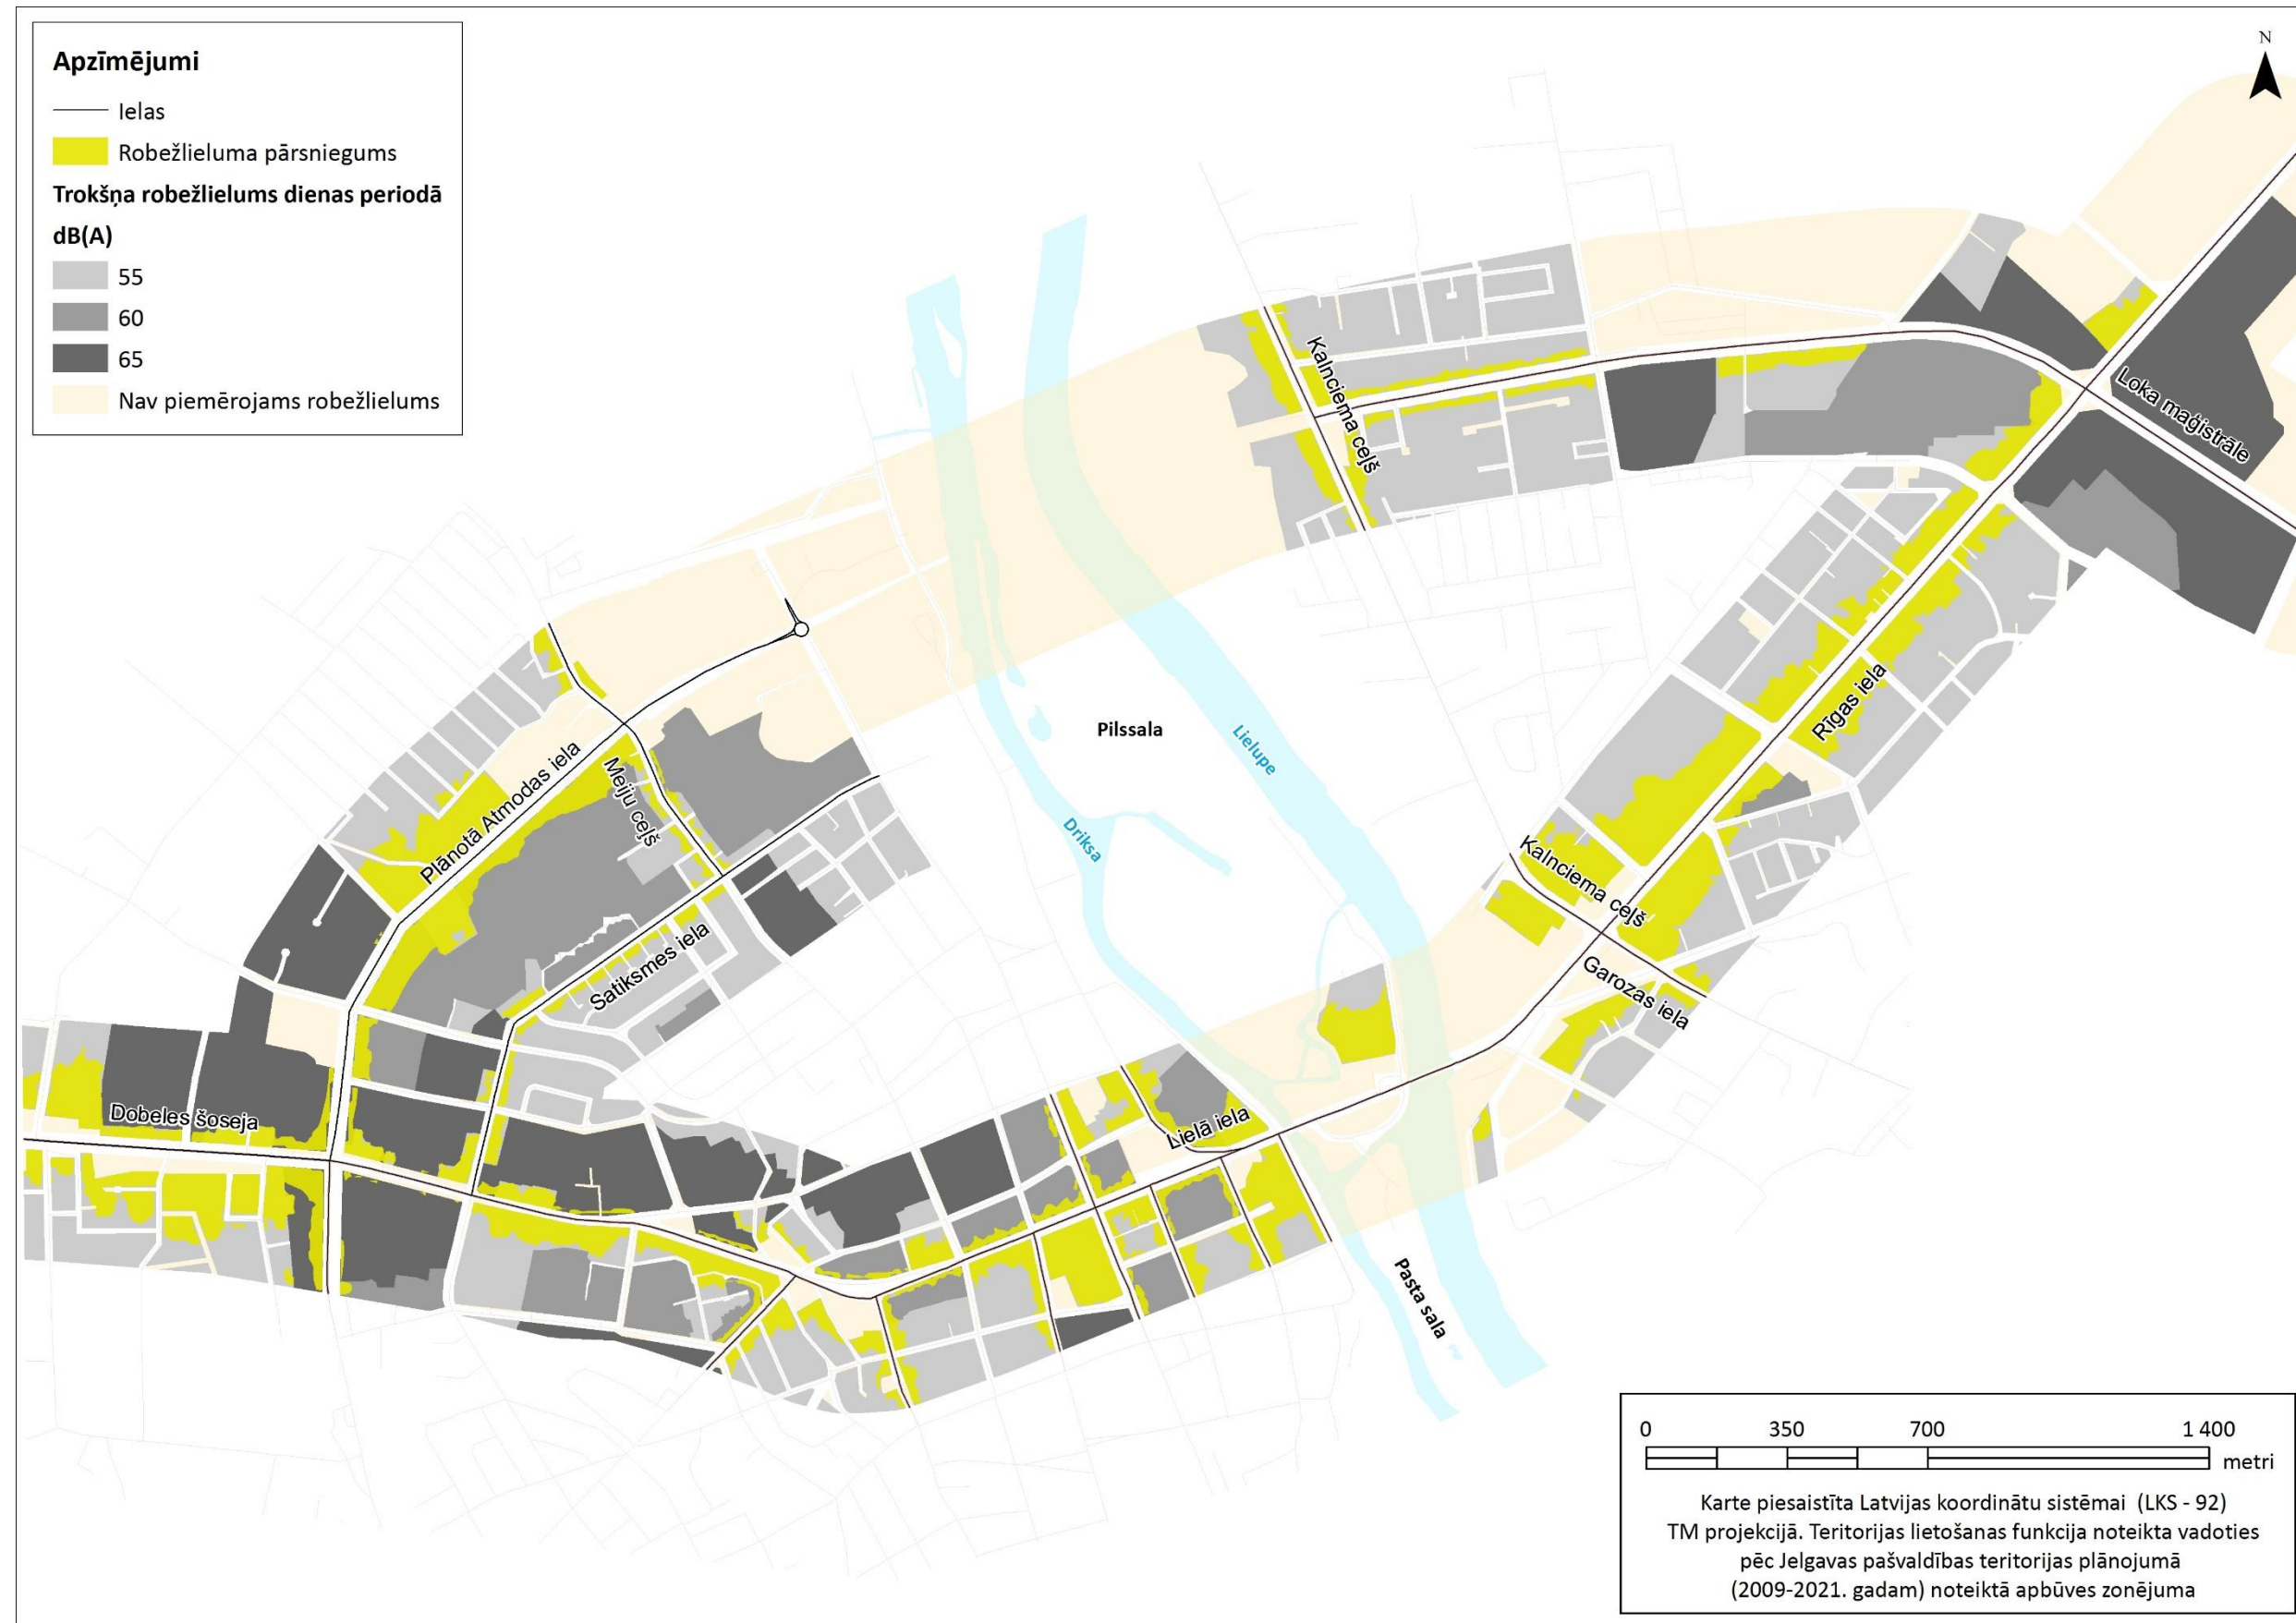 Apzīmējumi
Ielas
Robežlieluma pārsniegums
Trokšņa robežlielums dienas periodā
dB(A)
55
60
65
Nav piemērojams robežlielums
N
Kalnciema ceļš
Loka maģistrāle
Rīgas iela
Pilssala
Lielupe
Driksa
Plānotā Atmodas iela
Meiju ceļš
Kalnciema ceļš
Satiksmes iela
Garozas iela
Dobeles šoseja
Lielā iela
Pasta sala
0 350 700 1 400
metri
Karte piesaistīta Latvijas koordinātu sistēmai (LKS - 92)
TM projekcijā. Teritorijas lietošanas funkcija noteikta vadoties
pēc Jelgavas pašvaldības teritorijas plānojumā
(2009-2021. gadam) noteiktā apbūves zonējuma